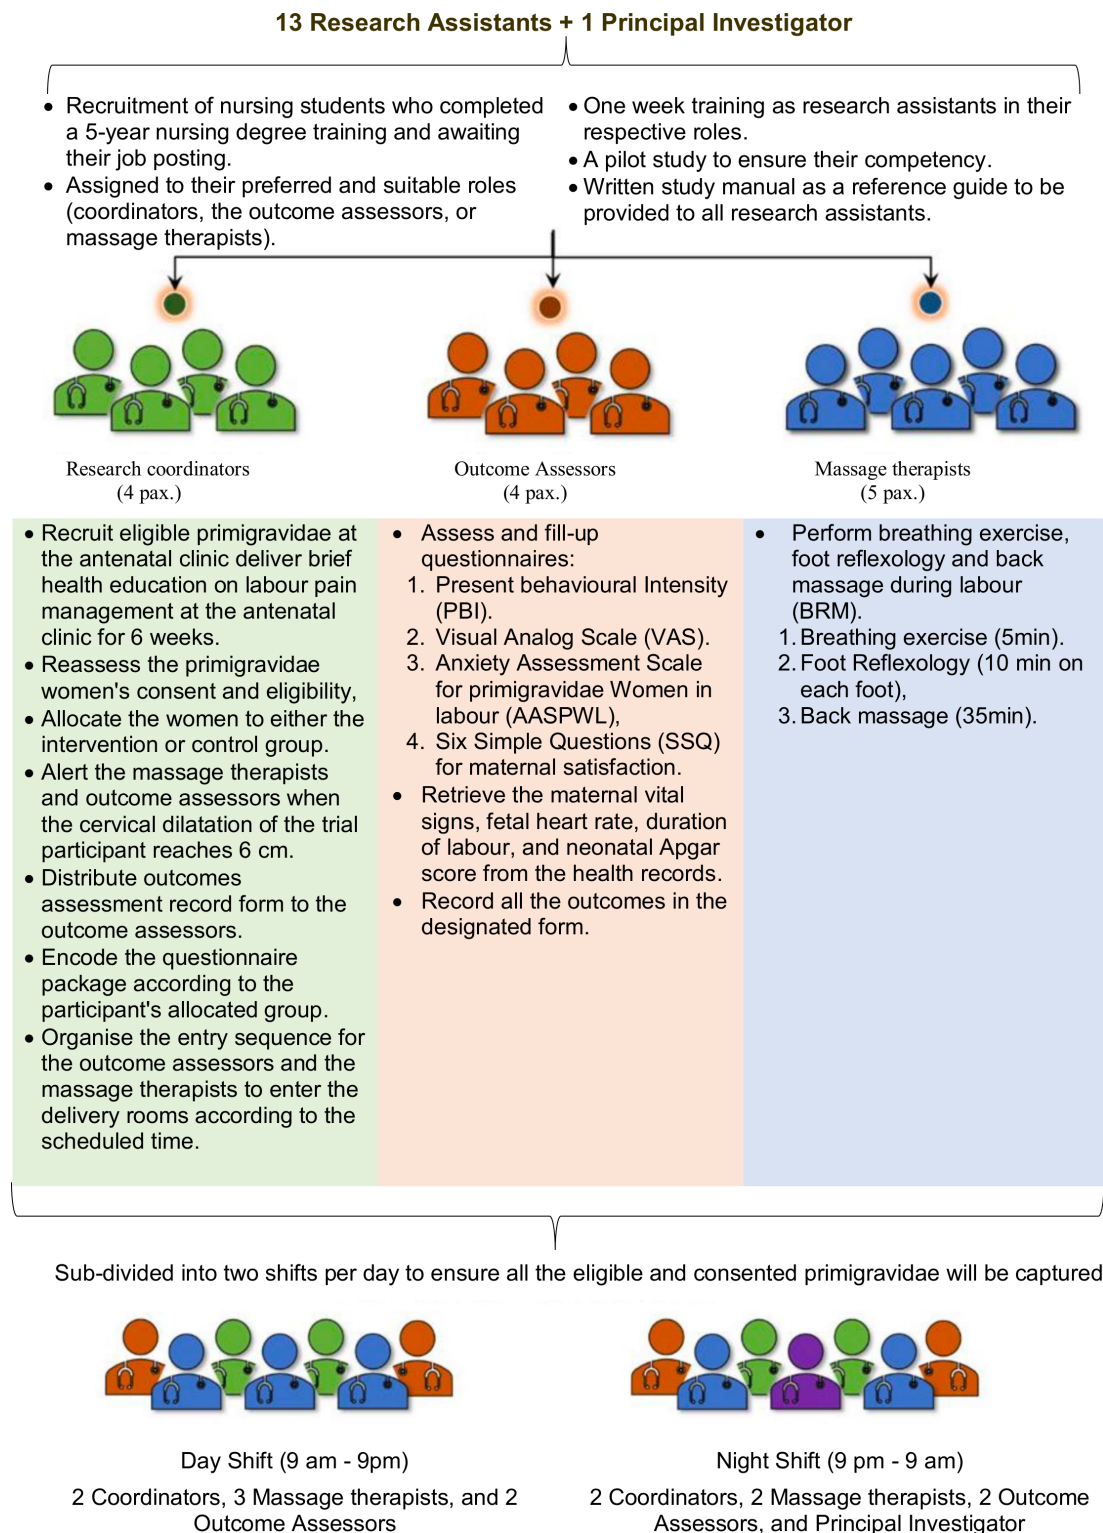 13 Research Assistants + 1 Principal Investigator
• Recruitment of nursing students who completed
a 5-year nursing degree training and awaiting
their job posting.
• Assigned to their preferred and suitable roles
(coordinators, the outcome assessors, or
massage therapists).
• One week training as research assistants in their
respective roles.
• A pilot study to ensure their competency.
• Written study manual as a reference guide to be
provided to all research assistants.
Research coordinators
(4 pax.)
Outcome Assessors
(4 pax.)
Massage therapists
(5 pax.)
• Recruit eligible primigravidae at
the antenatal clinic deliver brief
health education on labour pain
management at the antenatal
clinic for 6 weeks.
• Reassess the primigravidae
women's consent and eligibility,
• Allocate the women to either the
intervention or control group.
• Alert the massage therapists
and outcome assessors when
the cervical dilatation of the trial
participant reaches 6 cm.
• Distribute outcomes
assessment record form to the
outcome assessors.
• Encode the questionnaire
package according to the
participant's allocated group.
• Organise the entry sequence for
the outcome assessors and the
massage therapists to enter the
delivery rooms according to the
scheduled time.
• Assess and fill-up
questionnaires:
1. Present behavioural Intensity
(PBI).
2. Visual Analog Scale (VAS).
3. Anxiety Assessment Scale
for primigravidae Women in
labour (AASPWL),
4. Six Simple Questions (SSQ)
for maternal satisfaction.
• Retrieve the maternal vital
signs, fetal heart rate, duration
of labour, and neonatal Apgar
score from the health records.
• Record all the outcomes in the
designated form.
• Perform breathing exercise,
foot reflexology and back
massage during labour
(BRM).
1. Breathing exercise (5min).
2. Foot Reflexology (10 min on
each foot),
3. Back massage (35min).
Sub-divided into two shifts per day to ensure all the eligible and consented primigravidae will be captured
Day Shift (9 am - 9pm)
2 Coordinators, 3 Massage therapists, and 2
Outcome Assessors
Night Shift (9 pm - 9 am)
2 Coordinators, 2 Massage therapists, 2 Outcome
Assessors, and Principal Investigator